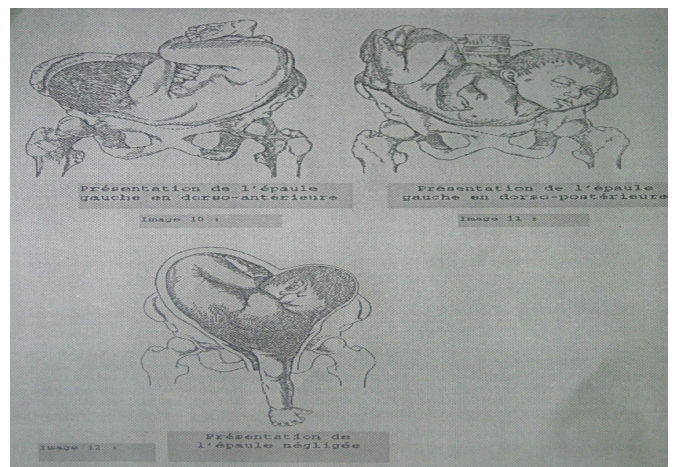 Présentation de l'épaule
gauche en dorso-antérieure
Image 10 :
Présentation de l'épaule
gauche en dorso-postérieure
Image 11 :
Image 12 :
Présentation de
l'épaule négligée